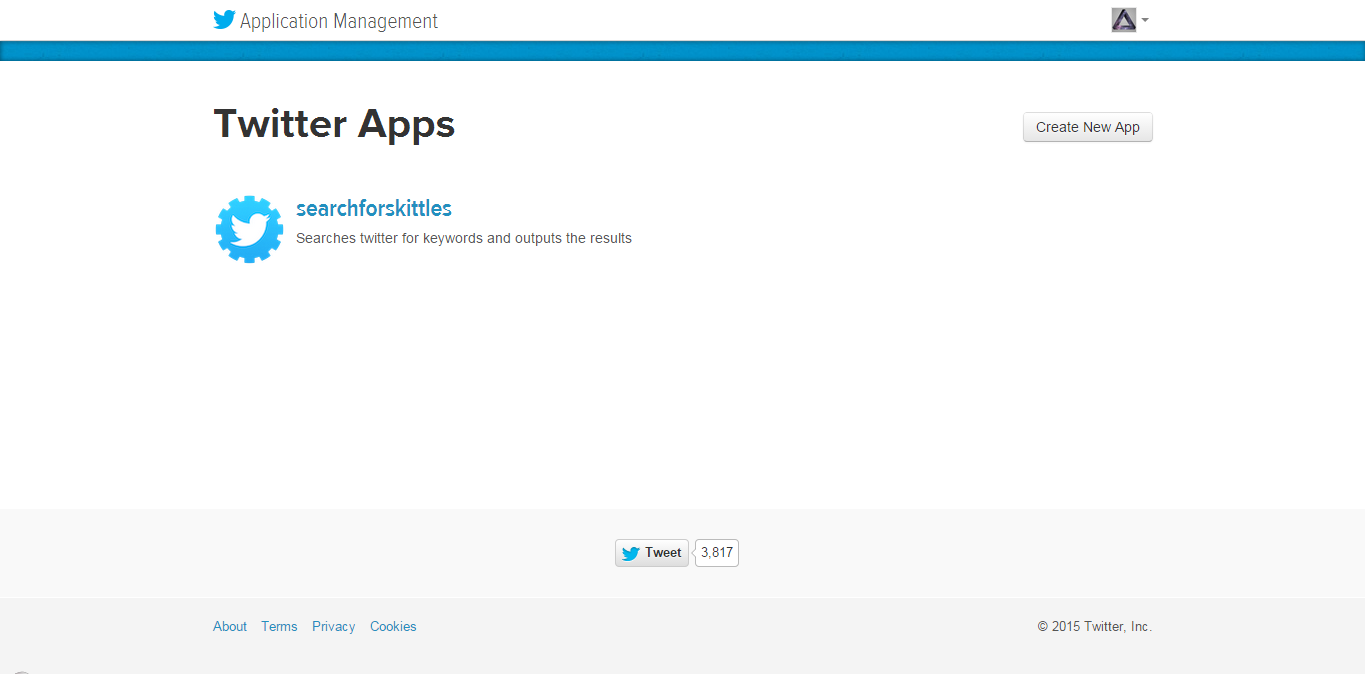 Application Management
Twitter Apps
Create New App
searchforskittles
Searches twitter for keywords and outputs the results
Tweet 3,817
About Terms Privacy Cookies © 2015 Twitter, Inc.